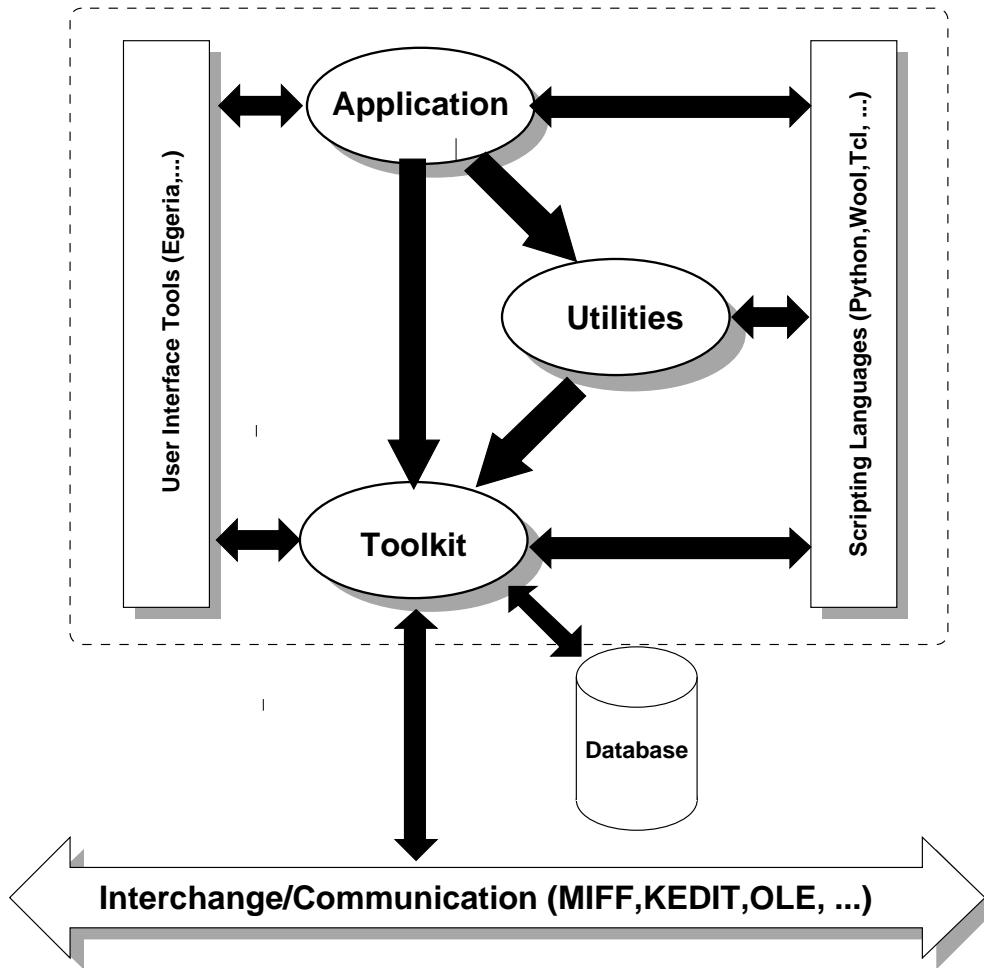 Application
User Interface Tools (Egeria,...)
Scripting Languages (Python,Wool,Tcl, ...)
Utilities
Toolkit
Database
Interchange/Communication (MIFF,KEDIT,OLE, ...)